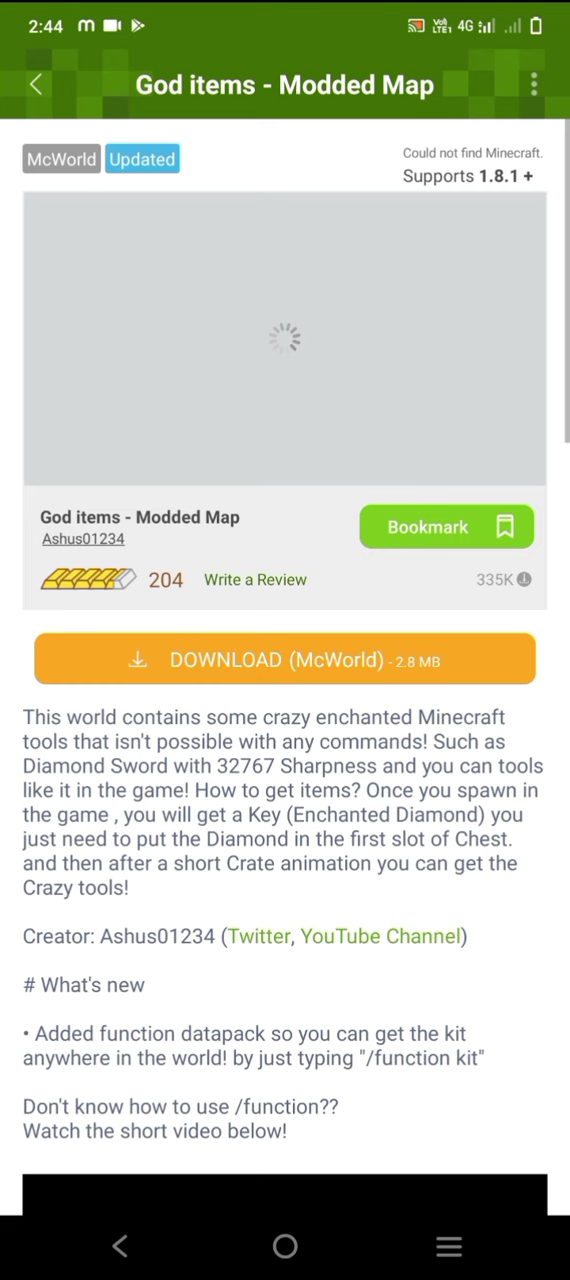 2:44
4G
God items - Modded Map
McWorld
Updated
Could not find Minecraft.
Supports 1.8.1 +
God items - Modded Map
Ashus01234
Bookmark
204
Write a Review
335K
DOWNLOAD (McWorld) - 2.8 MB
This world contains some crazy enchanted Minecraft
tools that isn't possible with any commands! Such as
Diamond Sword with 32767 Sharpness and you can tools
like it in the game! How to get items? Once you spawn in
the game , you will get a Key (Enchanted Diamond) you
just need to put the Diamond in the first slot of Chest.
and then after a short Crate animation you can get the
Crazy tools!
Creator: Ashus01234 (Twitter, YouTube Channel)
# What's new
• Added function datapack so you can get the kit
anywhere in the world! by just typing "/function kit"
Don't know how to use /function??
Watch the short video below!